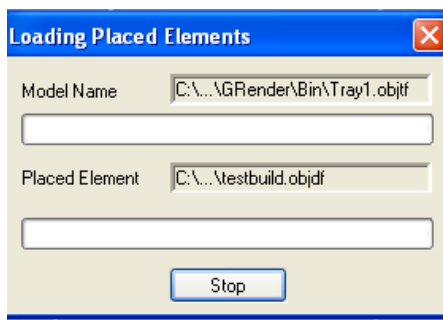 Loading Placed Elements
Model Name C:\...\GRender\Bin\Tray1.objtf
Placed Element C:\...\testbuild.objdf
Stop